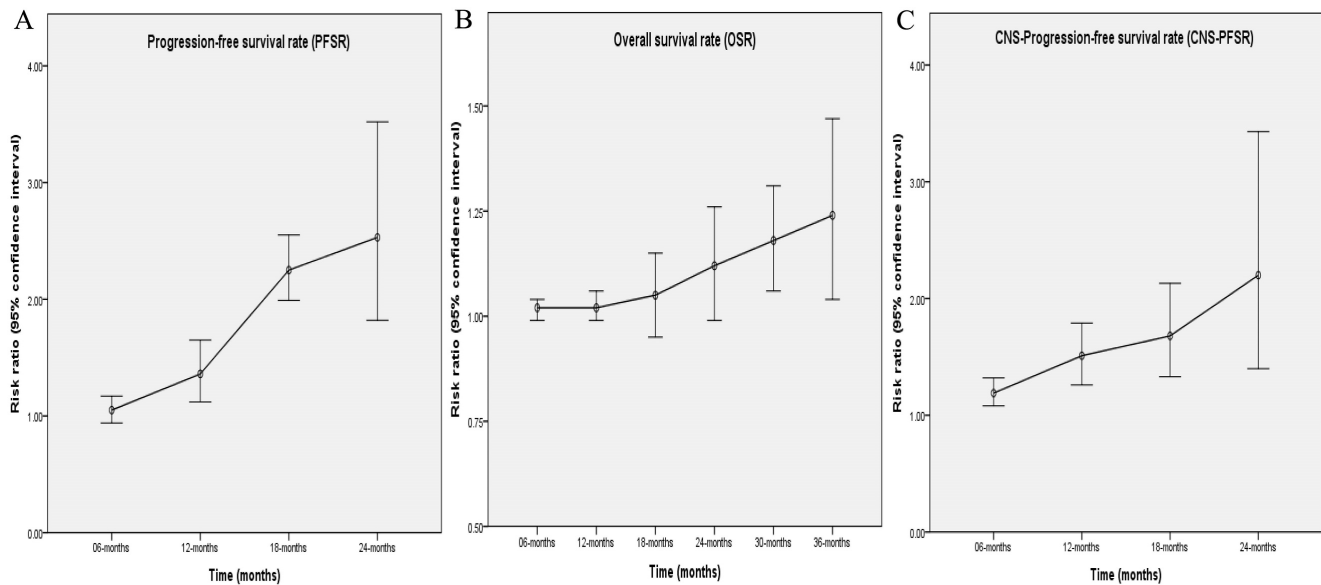 A
Progression-free survival rate (PFSR)
Risk ratio (95% confidence interval)
4.00
3.00
2.00
1.00
0.00
06-months
12-months
18-months
24-months
Time (months)
B
Overall survival rate (OSR)
Risk ratio (95% confidence interval)
1.50
1.25
1.00
0.75
0.50
06-months
12-months
18-months
24-months
30-months
36-months
Time (months)
C
CNS-Progression-free survival rate (CNS-PFSR)
Risk ratio (95% confidence interval)
4.00
3.00
2.00
1.00
0.00
06-months
12-months
18-months
24-months
Time (months)